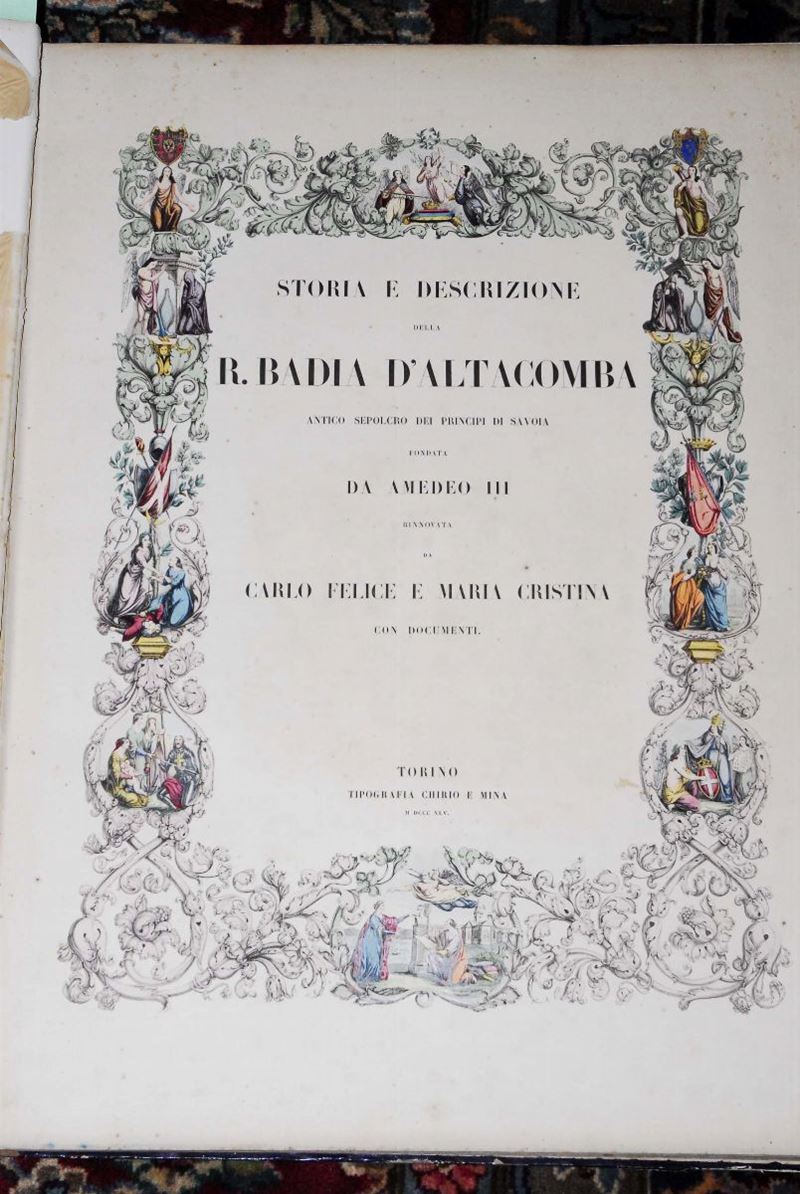 STORIA E DESCRIZIONE
DELLA
R. BADIA D'ALTACOMBA
ANTICO SEPOLCRO DEI PRINCIPI DI SAVOIA
FONDATA
DA AMEDEO III
RINNOVATA
DA
CARLO FELICE E MARIA CRISTINA
CON DOCUMENTI.
TORINO
TIPOGRAFIA CHIRIO E MINA
M DCCC XLV.